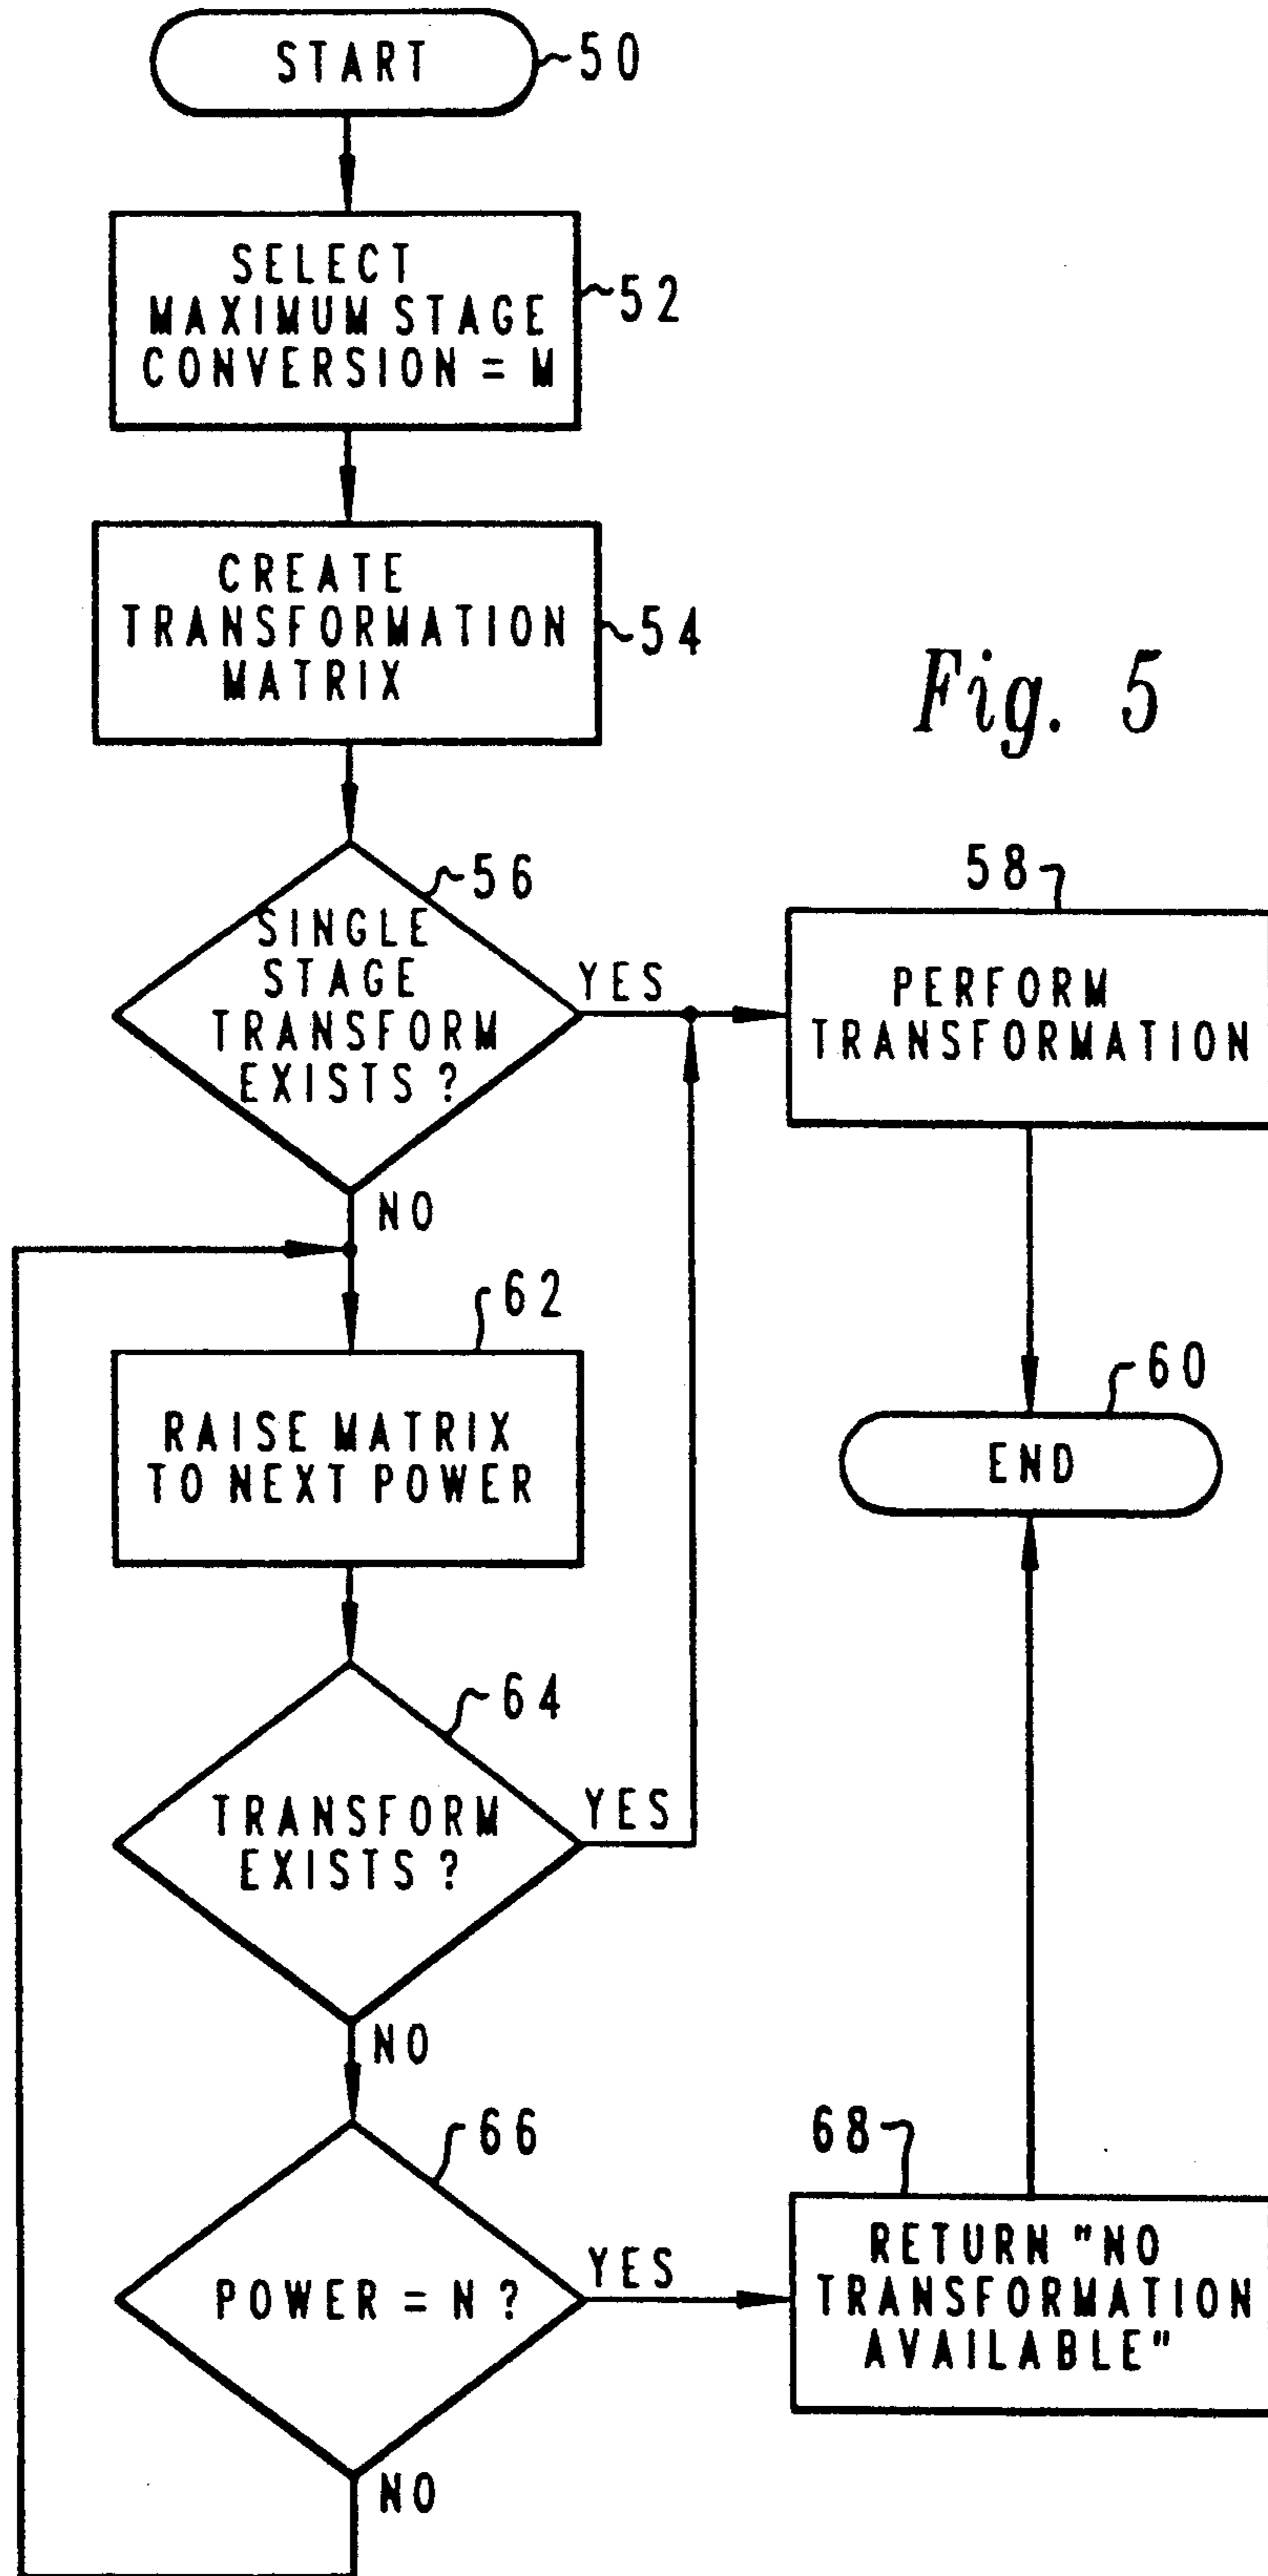 START
50
SELECT
MAXIMUM STAGE
CONVERSION = M
52
CREATE
TRANSFORMATION
MATRIX
54
Fig. 5
56
SINGLE
STAGE
TRANSFORM
EXISTS ?
YES
NO
58
PERFORM
TRANSFORMATION
60
END
62
RAISE MATRIX
TO NEXT POWER
64
TRANSFORM
EXISTS ?
YES
NO
66
POWER = N ?
YES
NO
68
RETURN "NO
TRANSFORMATION
AVAILABLE"